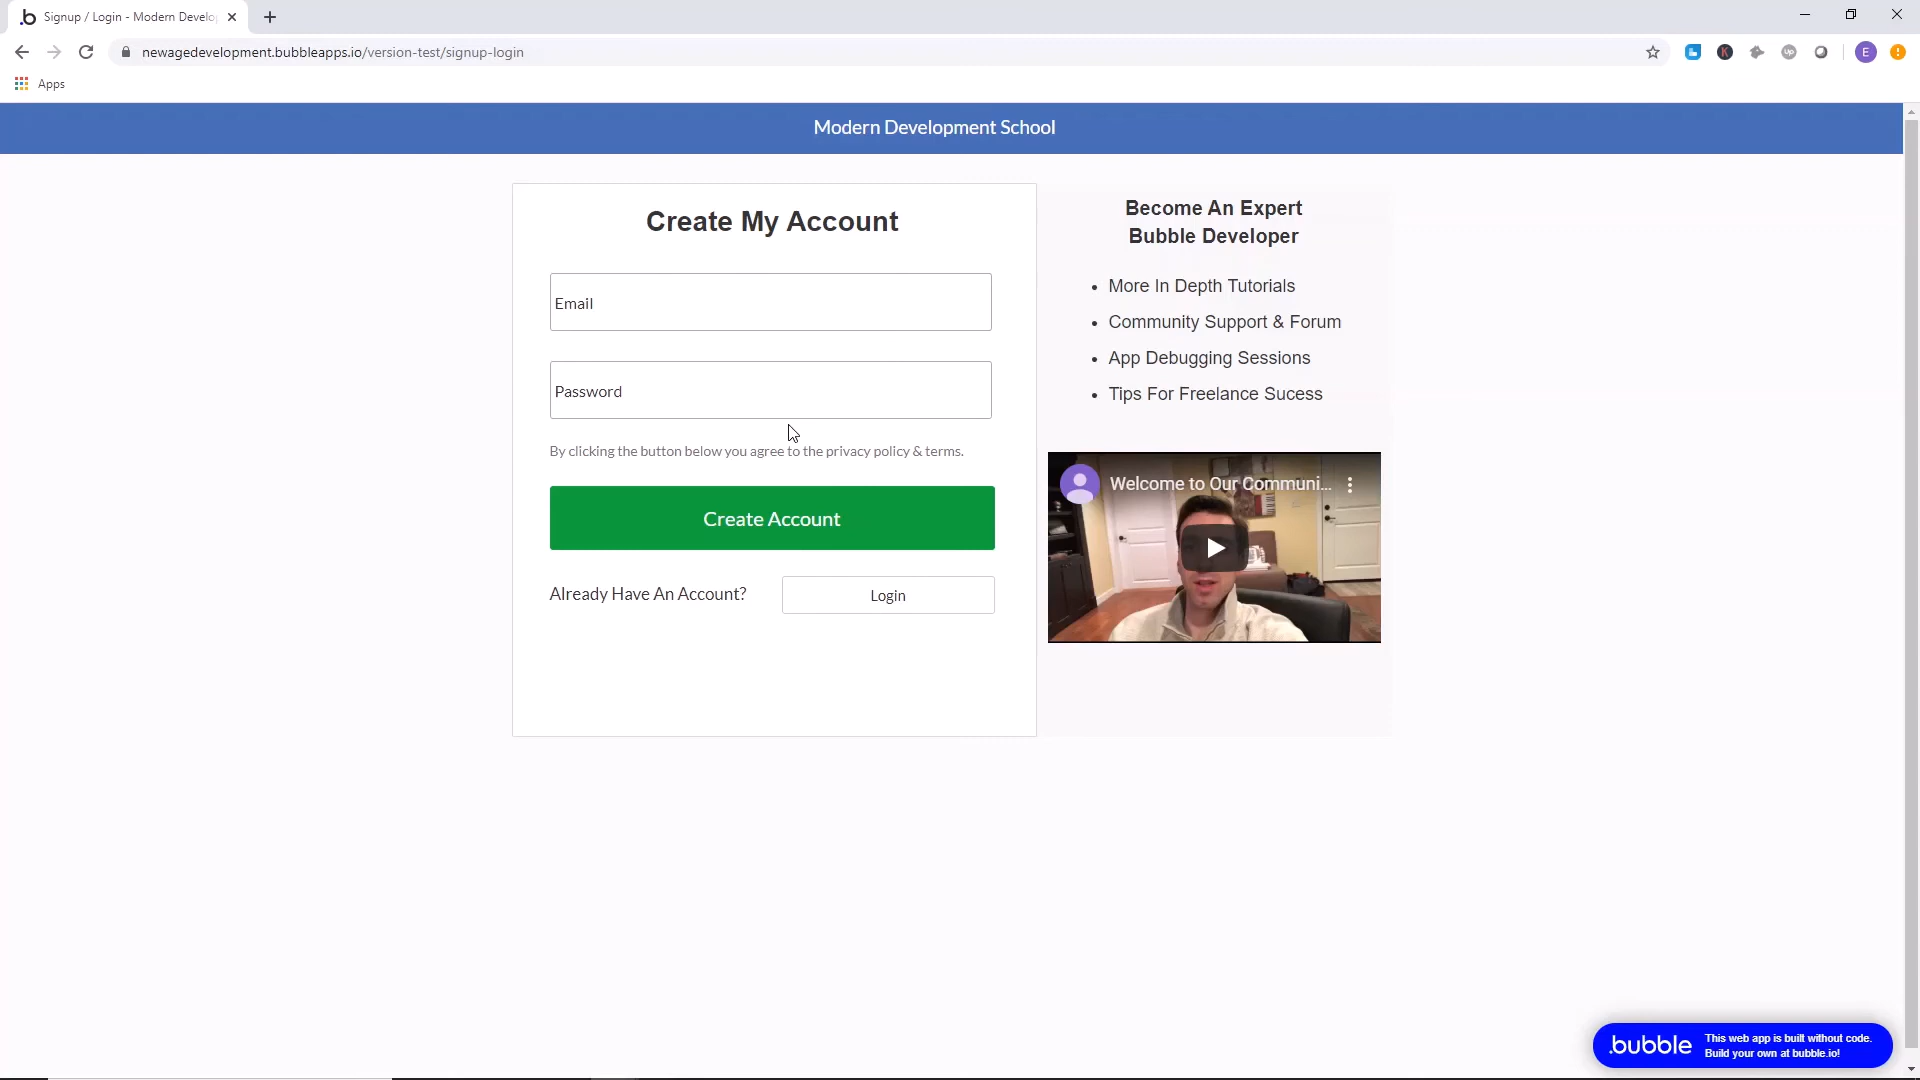 Signup / Login - Modern Develo
newagedevelopment.bubbleapps.io/version-test/signup-login
Up
E
Apps
Modern Development School
Create My Account
Email
Password
By clicking the button below you agree to the privacy policy & terms.
Create Account
Already Have An Account?
Login
Become An Expert
Bubble Developer
• More In Depth Tutorials
• Community Support & Forum
• App Debugging Sessions
• Tips For Freelance Sucess
Welcome to Our Communi...
.bubble
This web app is built without code.
Build your own at bubble.io!